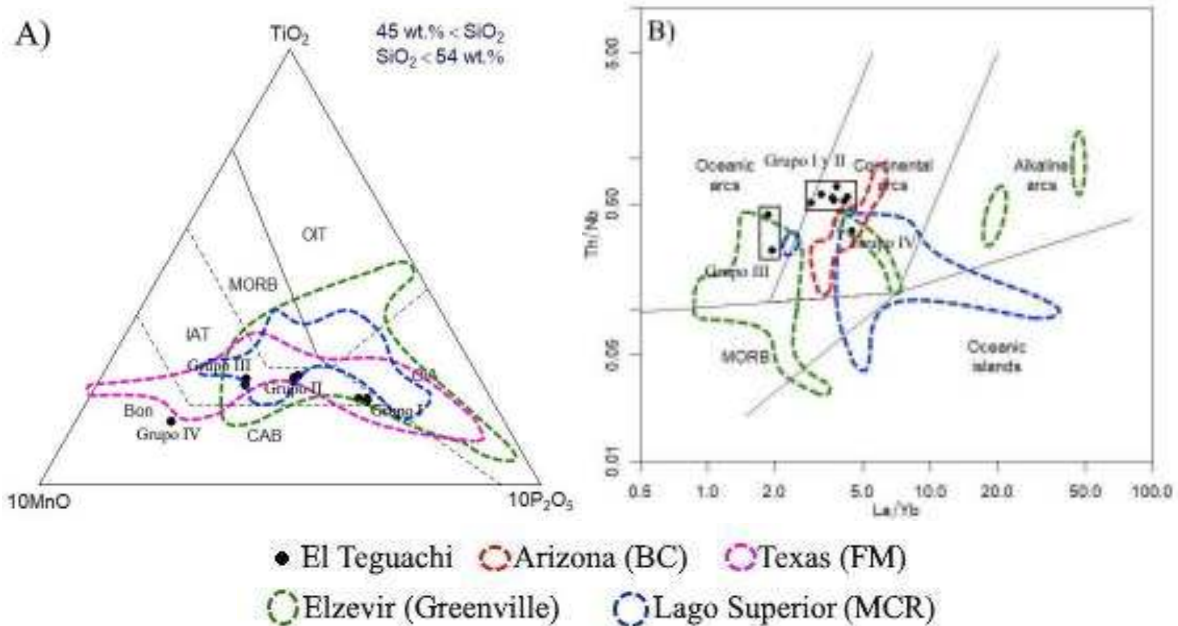 A)
TiO2
45 wt.% < SiO2
SiO2 < 54 wt.%
OIT
MORB
IAT
Grupo III
Grupo II
OIA
Grupo I
Bon
Grupo IV
CAB
10MnO
10P2O5
B)
Th/Nb
5.00
0.50
0.05
0.01
Grupo I y II
Oceanic
arcs
Continental
arcs
Alkaline
arcs
Grupo IV
Grupo III
MORB
Oceanic
islands
0.5 1.0 2.0 5.0 10.0 20.0 50.0 100.0
La/Yb
El Teguachi Arizona (BC) Texas (FM)
Elzevir (Greenville) Lago Superior (MCR)